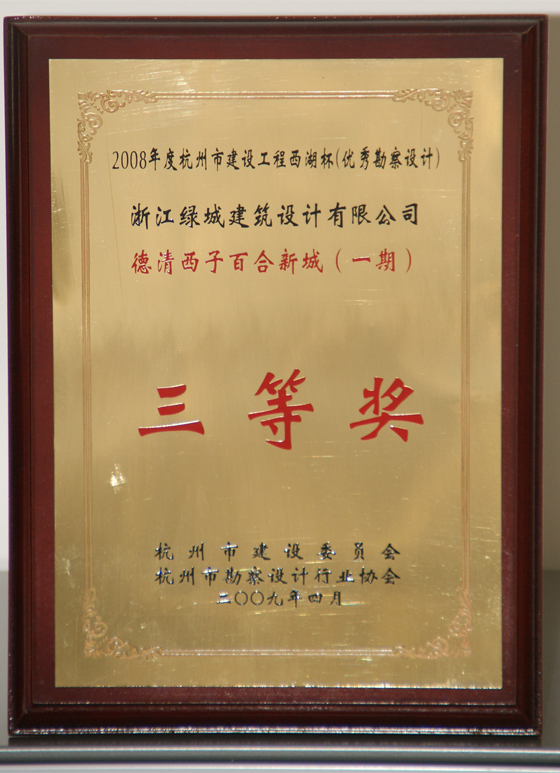 2008年度杭州市建设工程西湖杯(优秀勘察设计)
浙江绿城建筑设计有限公司
德清西子百合新城(一期)
三等奖
杭州市建设委员会
杭州市勘察设计行业协会
二〇〇九年四月